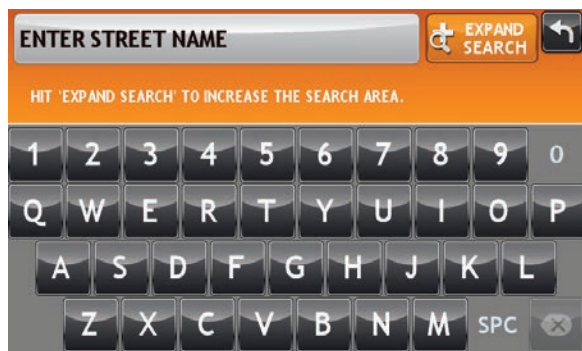 ENTER STREET NAME
EXPAND
SEARCH
HIT 'EXPAND SEARCH' TO INCREASE THE SEARCH AREA.
1 2 3 4 5 6 7 8 9 0
Q W E R T Y U I O P
A S D F G H J K L
Z X C V B N M SPC